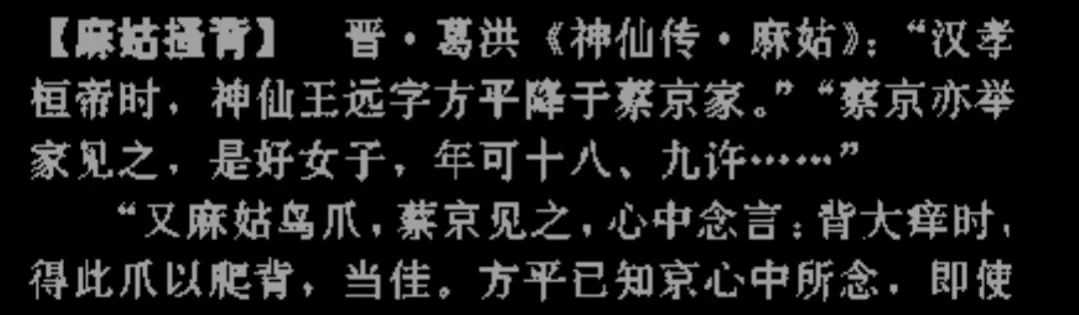 【麻姑搔背】 晋·葛洪《神仙传·麻姑》：“汉孝
桓帝时，神仙王远字方平降于蔡京家。”“蔡京亦举
家见之，是好女子，年可十八、九许……”
“又麻姑鸟爪，蔡京见之，心中念言：背大痒时，
得此爪以爬背，当佳。方平已知京心中所念，即使